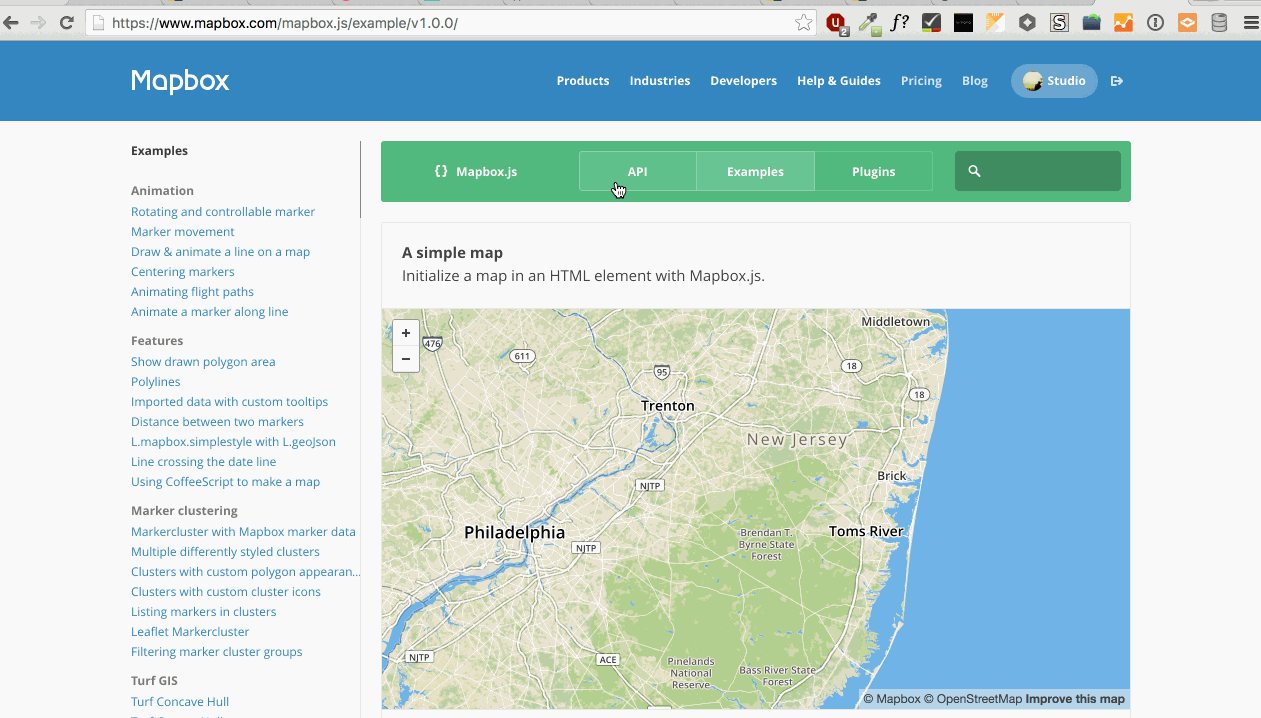 https://www.mapbox.com/mapbox.js/example/v1.0.0/
2
f?
S
Mapbox
Products Industries Developers Help & Guides Pricing Blog Studio
Examples
Animation
Rotating and controllable marker
Marker movement
Draw & animate a line on a map
Centering markers
Animating flight paths
Animate a marker along line
Features
Show drawn polygon area
Polylines
Imported data with custom tooltips
Distance between two markers
L.mapbox.simplestyle with L.geoJson
Line crossing the date line
Using CoffeeScript to make a map
Marker clustering
Markercluster with Mapbox marker data
Multiple differently styled clusters
Clusters with custom polygon appearan...
Clusters with custom cluster icons
Listing markers in clusters
Leaflet Markercluster
Filtering marker cluster groups
Turf GIS
Turf Concave Hull
{} Mapbox.js API Examples Plugins
A simple map
Initialize a map in an HTML element with Mapbox.js.
+
−
Middletown
476
611
95
18
18
Trenton
New Jersey
Brick
NJTP
Philadelphia
NJTP
Brendan T.
Byrne State
Forest
Toms River
NJTP
ACE
Pinelands
National
Reserve
Bass River State
Forest
© Mapbox © OpenStreetMap Improve this map